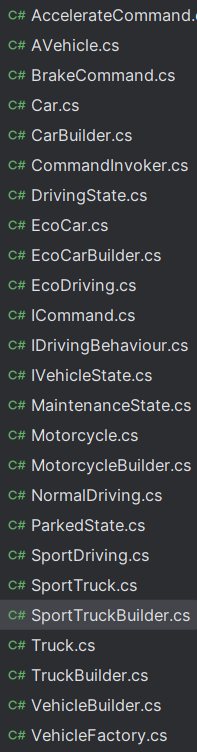 C# AccelerateCommand.
C# AVehicle.cs
C# BrakeCommand.cs
C# Car.cs
C# CarBuilder.cs
C# CommandInvoker.cs
C# DrivingState.cs
C# EcoCar.cs
C# EcoCarBuilder.cs
C# EcoDriving.cs
C# ICommand.cs
C# IDrivingBehaviour.cs
C# IVehicleState.cs
C# MaintenanceState.cs
C# Motorcycle.cs
C# MotorcycleBuilder.cs
C# NormalDriving.cs
C# ParkedState.cs
C# SportDriving.cs
C# SportTruck.cs
C# SportTruckBuilder.cs
C# Truck.cs
C# TruckBuilder.cs
C# VehicleBuilder.cs
C# VehicleFactory.cs